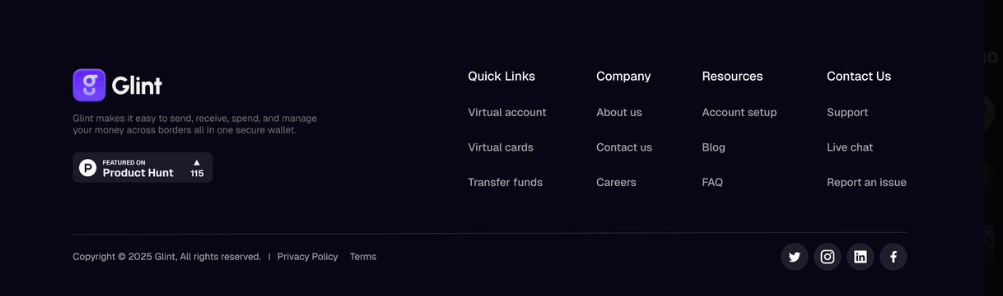 Glint
Glint makes it easy to send, receive, spend, and manage
your money across borders all in one secure wallet.
P
FEATURED ON
Product Hunt
▲
115
Quick Links
Virtual account
Virtual cards
Transfer funds
Company
About us
Contact us
Careers
Resources
Account setup
Blog
FAQ
Contact Us
Support
Live chat
Report an issue
Copyright © 2025 Glint, All rights reserved. | Privacy Policy Terms